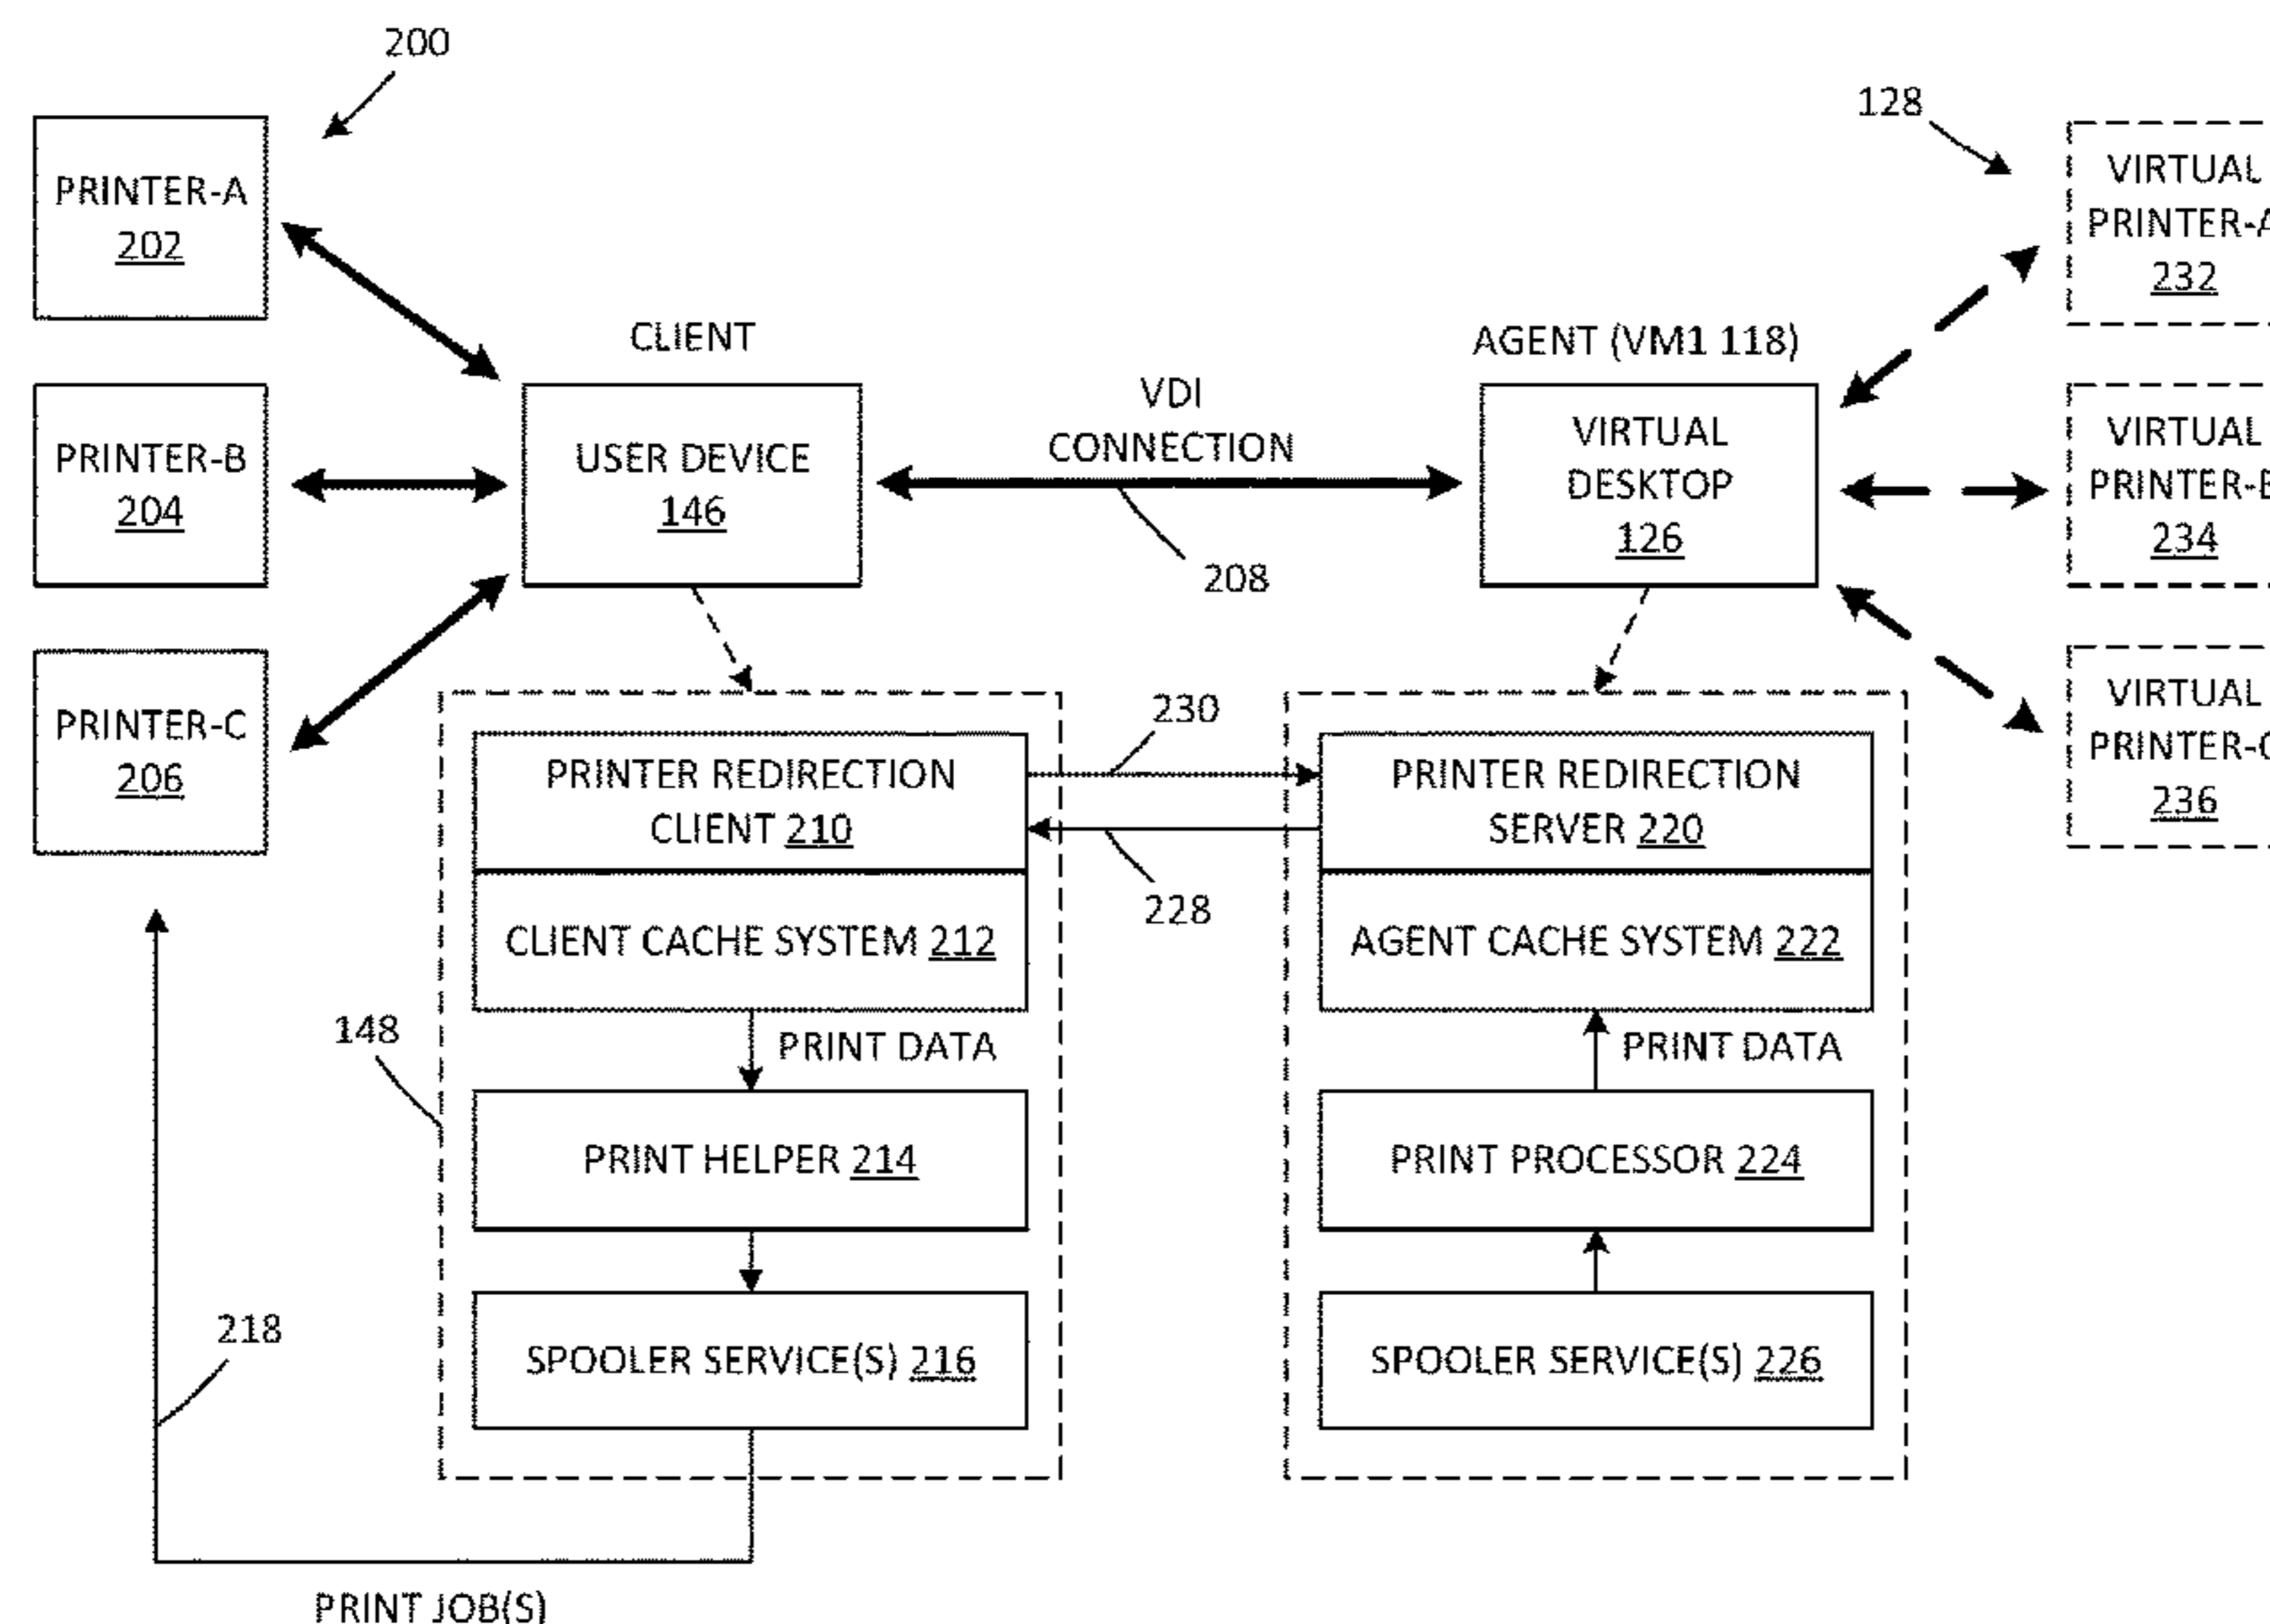 200
128
PRINTER-A
202
CLIENT
AGENT (VM1 118)
VIRTUAL
PRINTER-A
232
PRINTER-B
204
USER DEVICE
146
VDI
CONNECTION
208
VIRTUAL
DESKTOP
126
VIRTUAL
PRINTER-B
234
PRINTER-C
206
230
228
VIRTUAL
PRINTER-C
236
PRINTER REDIRECTION
CLIENT 210
CLIENT CACHE SYSTEM 212
148
PRINT DATA
PRINT HELPER 214
SPOOLER SERVICE(S) 216
PRINTER REDIRECTION
SERVER 220
AGENT CACHE SYSTEM 222
PRINT DATA
PRINT PROCESSOR 224
SPOOLER SERVICE(S) 226
218
PRINT JOB(S)